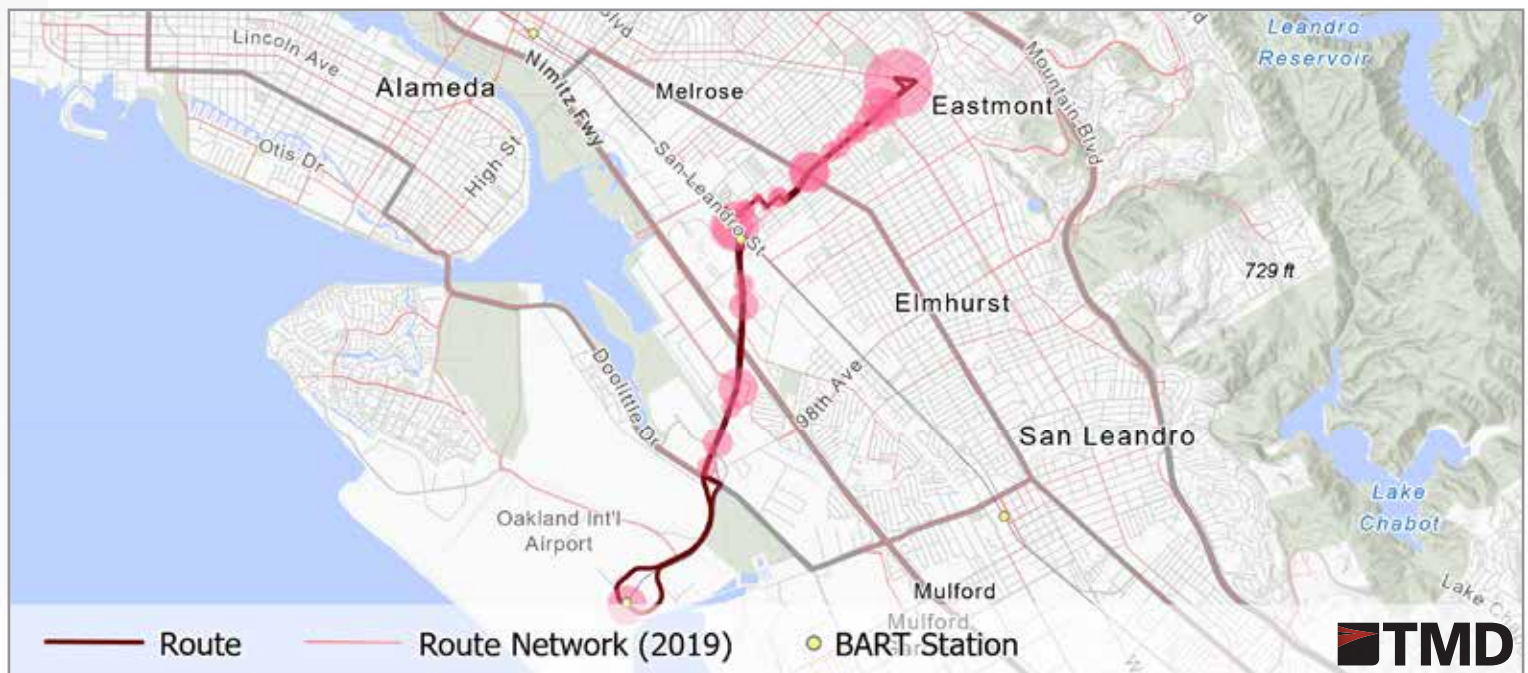 Leandro
Reservoir
Blvd
Lincoln Ave
Nimitz Fwy
Mountain Blvd
Alameda
Melrose
Eastmont
Otis Dr
High St
San Leandro St
729 ft
Elmhurst
Doolittle Dr
98th Ave
San Leandro
Lake
Chabot
Oakland Int'l
Airport
Mulford
Mulford
Route
Route Network (2019)
BART Station
TMD